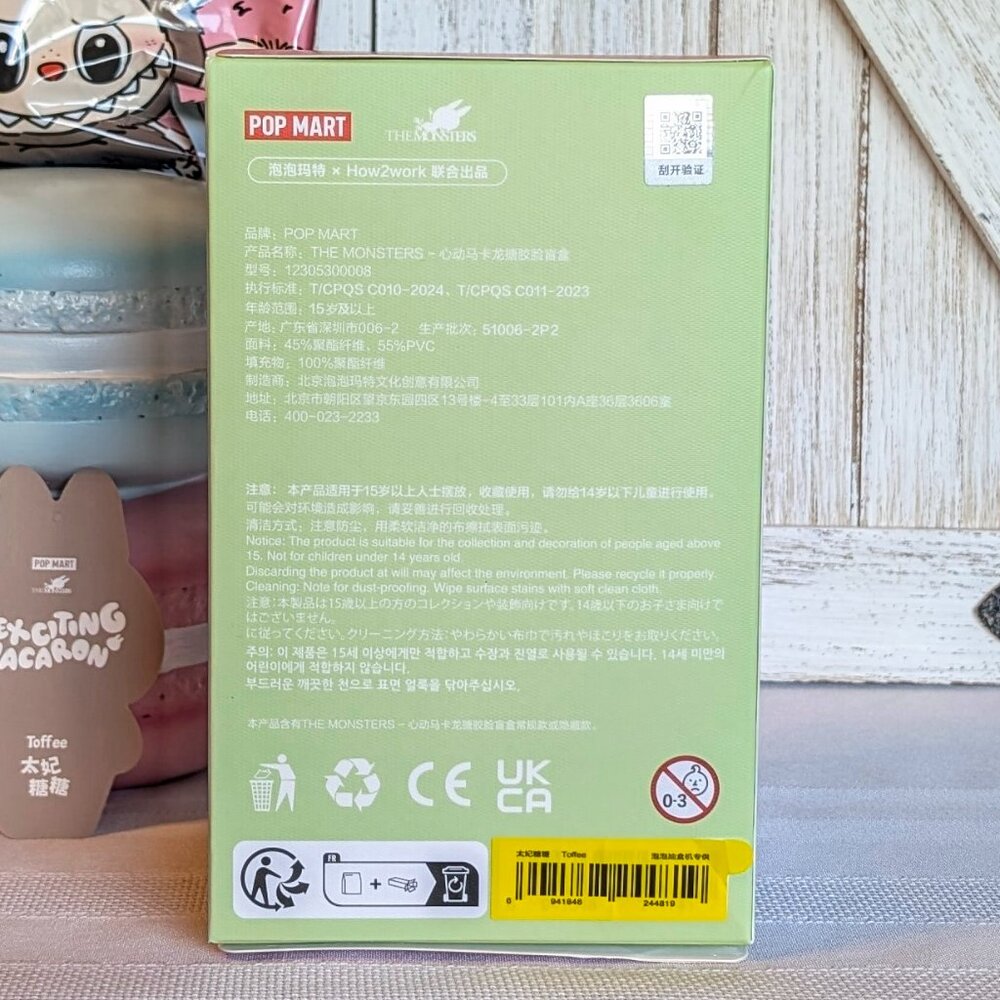 POP MART
THE MONSTERS
泡泡玛特 × How2work 联合出品
刮开验证
品牌：POP MART
产品名称：THE MONSTERS - 心动马卡龙搪胶脸盲盒
型号：12305300008
执行标准：T/CPQS C010-2024、T/CPQS C011-2023
年龄范围：15岁及以上
产地：广东省深圳市006-2 生产批次：51006-2P2
面料：45%聚酯纤维、55%PVC
填充物：100%聚酯纤维
制造商：北京泡泡玛特文化创意有限公司
地址：北京市朝阳区望京东园四区13号楼-4至33层101内A座36层3606室
电话：400-023-2233
注意： 本产品适用于15岁以上人士摆放，收藏使用，请勿给14岁以下儿童进行使用。
可能会对环境造成影响，请妥善进行回收处理。
清洁方式：注意防尘，用柔软洁净的布擦拭表面污迹。
Notice: The product is suitable for the collection and decoration of people aged above
15. Not for children under 14 years old.
Discarding the product at will may affect the environment. Please recycle it properly.
Cleaning: Note for dust-proofing. Wipe surface stains with soft clean cloth.
注意：本製品は15歳以上の方のコレクションや装飾向けです。14歳以下のお子さま向けで
はございません。
に従ってください。クリーニング方法：やわらかい布巾で汚れやほこりをお取りください。
주의: 이 제품은 15세 이상에게만 적합하고 수장과 진열로 사용될 수 있습니다. 14세 미만의
어린이에게 적합하지 않습니다.
부드러운 깨끗한 천으로 표면 얼룩을 닦아주십시오.
本产品含有THE MONSTERS - 心动马卡龙搪胶脸盲盒常规款或隐藏款。
CE
UK
CA
0-3
FR
+
太妃糖糖 Toffee 泡泡抽盒机专供
6 941848 244819
POP MART
THE MONSTERS
EXCITING
MACARON
Toffee
太妃
糖糖